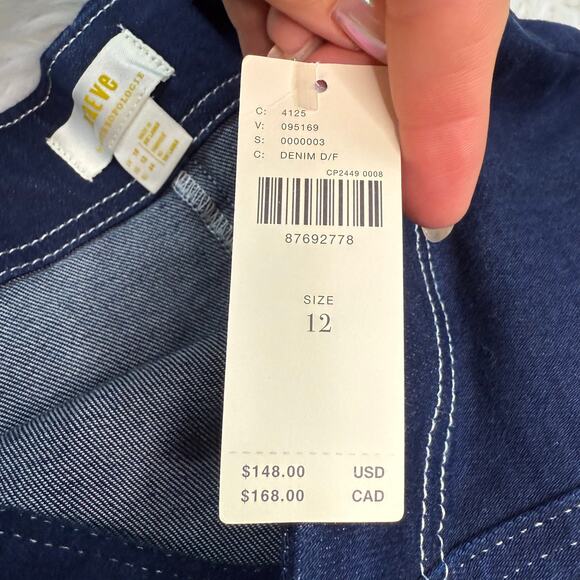 C: 4125
V: 095169
S: 0000003
C: DENIM D/F
CP2449 0008
87692778
SIZE
12
$148.00 USD
$168.00 CAD